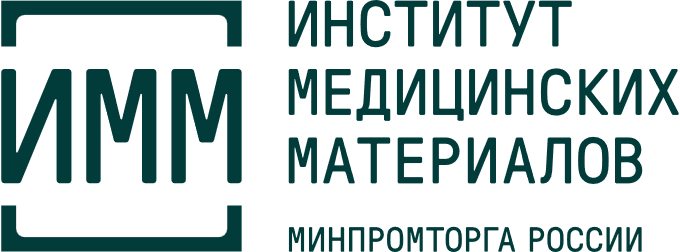 ИММ
ИНСТИТУТ
МЕДИЦИНСКИХ
МАТЕРИАЛОВ
МИНПРОМТОРГА РОССИИ